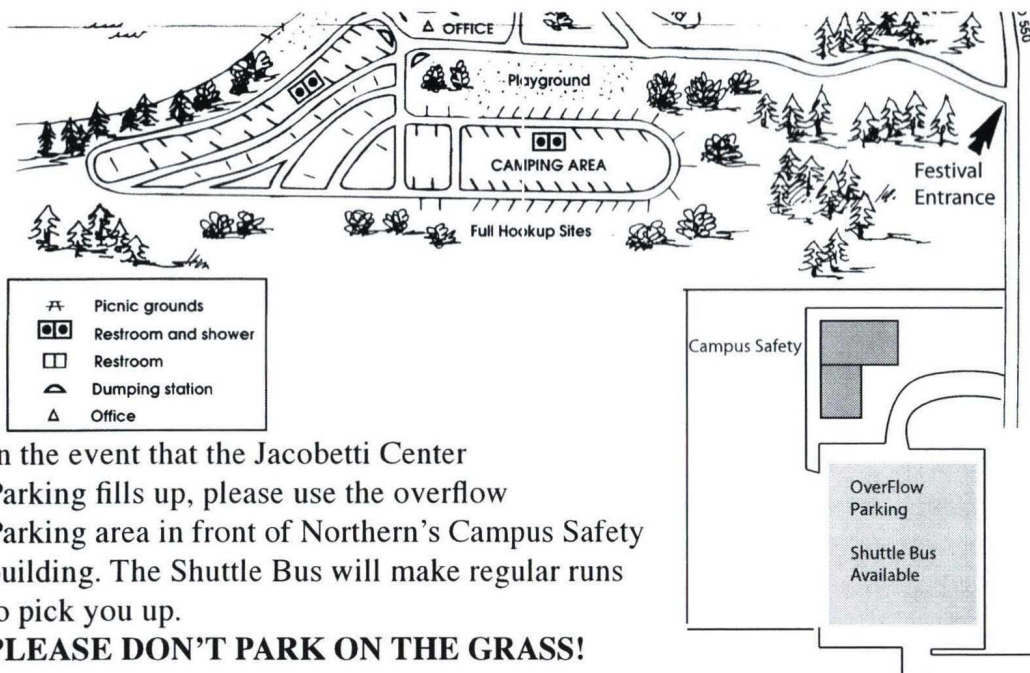 OFFICE
550
Playground
CAMPING AREA
Festival
Entrance
Full Hookup Sites
Picnic grounds
Restroom and shower
Restroom
Dumping station
Office
Campus Safety
n the event that the Jacobetti Center
Parking fills up, please use the overflow
Parking area in front of Northern's Campus Safety
uilding. The Shuttle Bus will make regular runs
o pick you up.
PLEASE DON'T PARK ON THE GRASS!
OverFlow
Parking
Shuttle Bus
Available